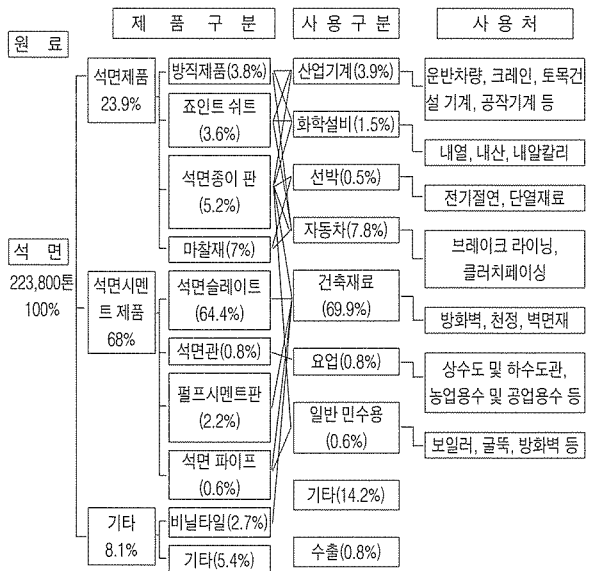 제 품 구 분
사 용 구 분
사 용 처
원 료
석 면
223,800톤
100%
석면제품
23.9%
석면시멘
트 제품
68%
기타
8.1%
방직제품(3.8%)
죠인트 쉬트
(3.6%)
석면종이 판
(5.2%)
마찰재(7%)
석면슬레이트
(64.4%)
석면관(0.8%)
펄프시멘트판
(2.2%)
석면 파이프
(0.6%)
비닐타일(2.7%)
기타(5.4%)
산업기계(3.9%)
화학설비(1.5%)
선박(0.5%)
자동차(7.8%)
건축재료
(69.9%)
요업(0.8%)
일반 민수용
(0.6%)
기타(14.2%)
수출(0.8%)
운반차량, 크레인, 토목건
설 기계, 공작기계 등
내열, 내산, 내알칼리
전기절연, 단열재료
브레이크 라이닝,
클러치페이싱
방화벽, 천정, 벽면재
상수도 및 하수도관,
농업용수 및 공업용수 등
보일러, 굴뚝, 방화벽 등